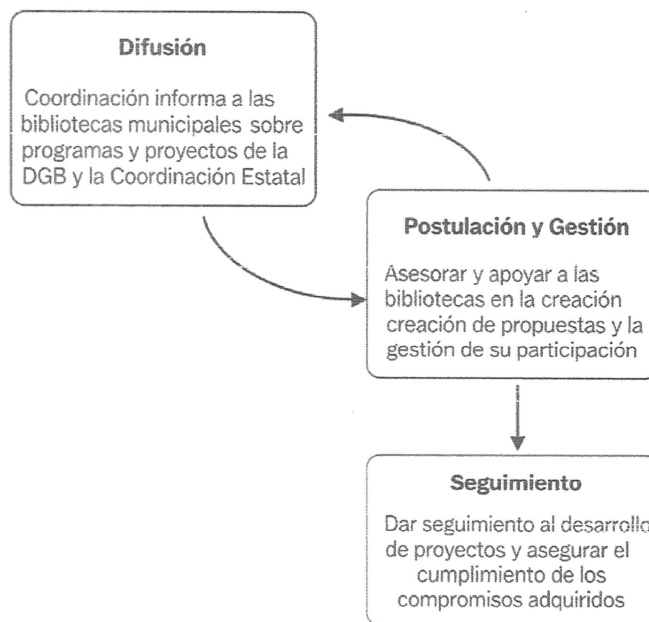 Difusión
Coordinación informa a las
bibliotecas municipales sobre
programas y proyectos de la
DGB y la Coordinación Estatal
Postulación y Gestión
Asesorar y apoyar a las
bibliotecas en la creación
creación de propuestas y la
gestión de su participación
Seguimiento
Dar seguimiento al desarrollo
de proyectos y asegurar el
cumplimiento de los
compromisos adquiridos